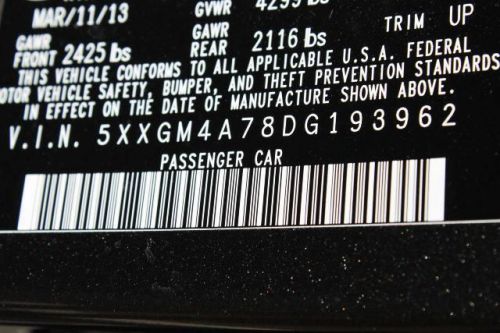 MAR/11/13 GVWR 4299 lbs
GAWR FRONT 2425 lbs GAWR REAR 2116 lbs TRIM UP
THIS VEHICLE CONFORMS TO ALL APPLICABLE U.S.A. FEDERAL
MOTOR VEHICLE SAFETY, BUMPER, AND THEFT PREVENTION STANDARDS
IN EFFECT ON THE DATE OF MANUFACTURE SHOWN ABOVE.
V.I.N. 5XXGM4A78DG193962
PASSENGER CAR